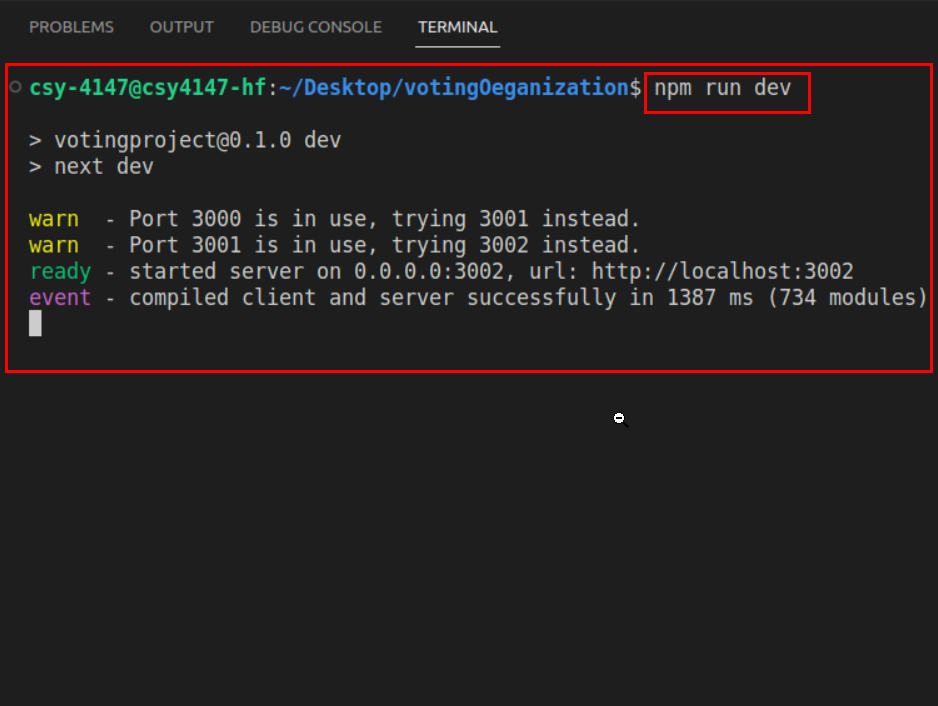 PROBLEMS OUTPUT DEBUG CONSOLE TERMINAL
csy-4147@csy4147-hf:~/Desktop/votingOeganization$ npm run dev
> votingproject@0.1.0 dev
> next dev
warn - Port 3000 is in use, trying 3001 instead.
warn - Port 3001 is in use, trying 3002 instead.
ready - started server on 0.0.0.0:3002, url: http://localhost:3002
event - compiled client and server successfully in 1387 ms (734 modules)